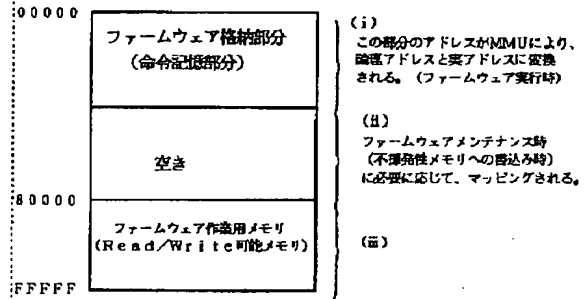 00000
ファームウェア格納部分
(命令記憶部分)
空き
80000
ファームウェア作業用メモリ
(Read/Write可能メモリ)
FFFFF
(i)
この部分のアドレスがMMUにより、
論理アドレスと実アドレスに変換
される。(ファームウェア実行時)
(ii)
ファームウェアメンテナンス時
(不揮発性メモリへの書込み時)
に必要に応じて、マッピングされる。
(iii)